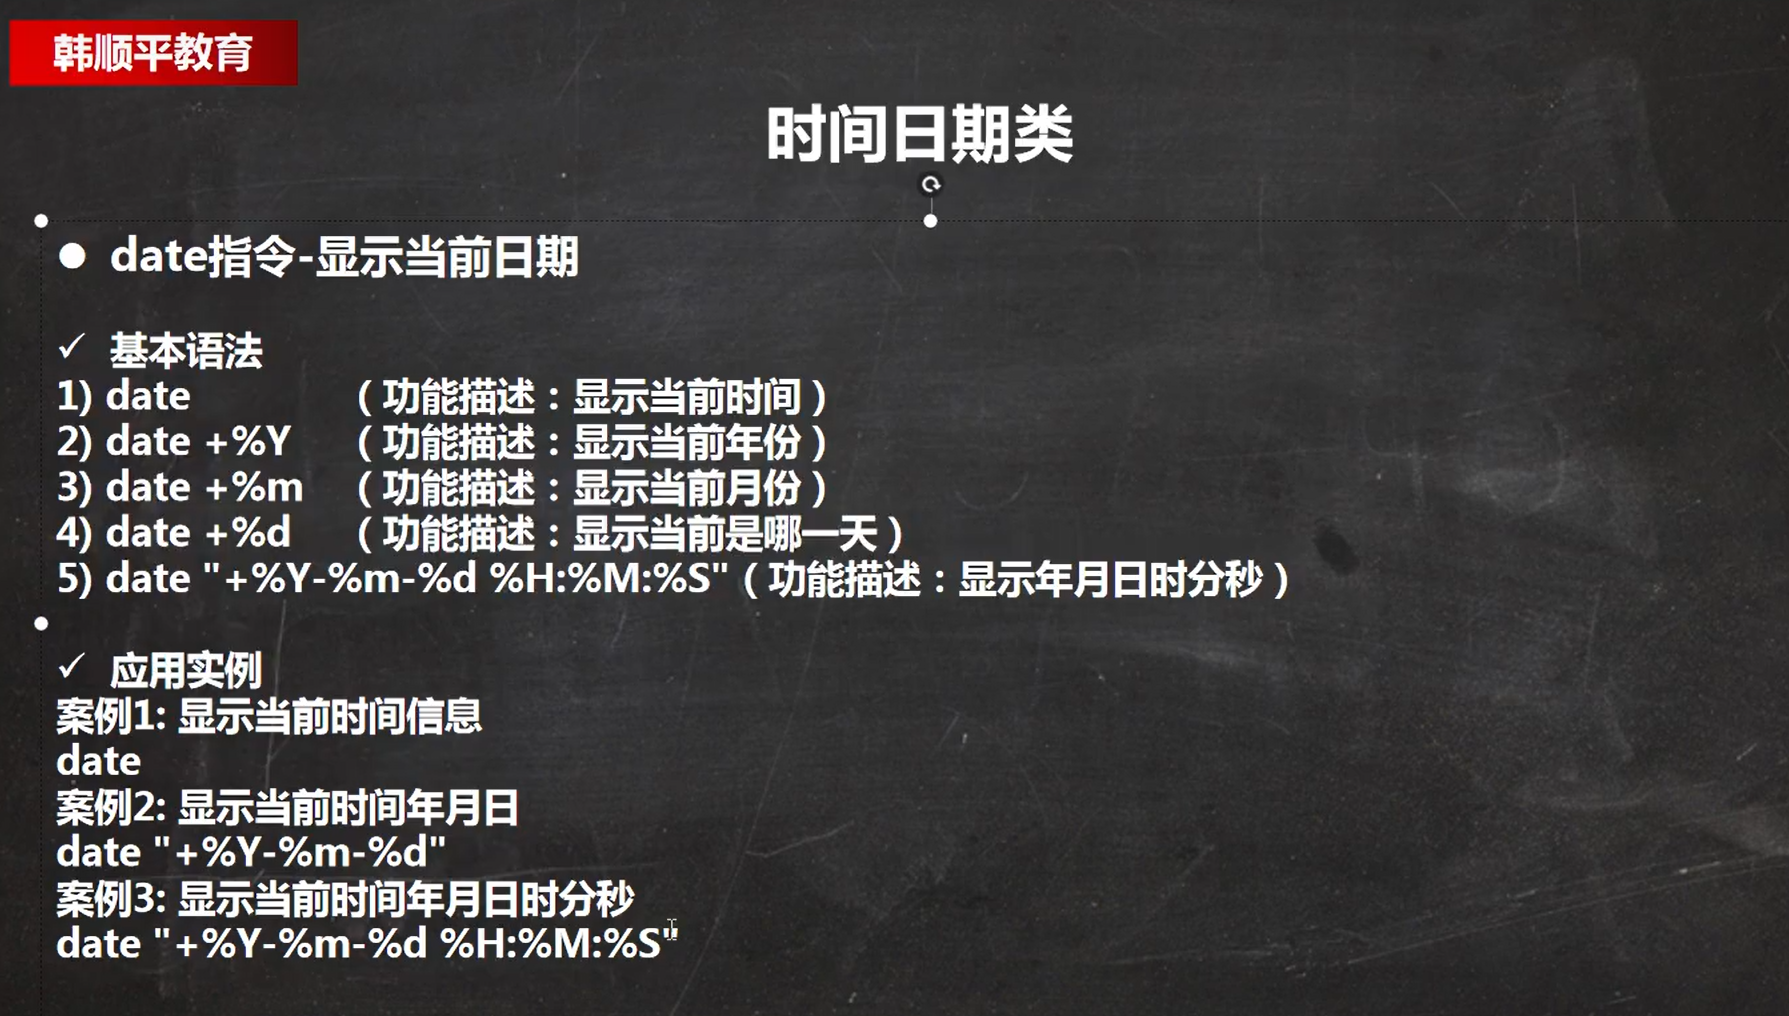 韩顺平教育
时间日期类
● date指令-显示当前日期
✓ 基本语法
1) date （功能描述：显示当前时间）
2) date +%Y （功能描述：显示当前年份）
3) date +%m （功能描述：显示当前月份）
4) date +%d （功能描述：显示当前是哪一天）
5) date "+%Y-%m-%d %H:%M:%S"（功能描述：显示年月日时分秒）
✓ 应用实例
案例1: 显示当前时间信息
date
案例2: 显示当前时间年月日
date "+%Y-%m-%d"
案例3: 显示当前时间年月日时分秒
date "+%Y-%m-%d %H:%M:%S"